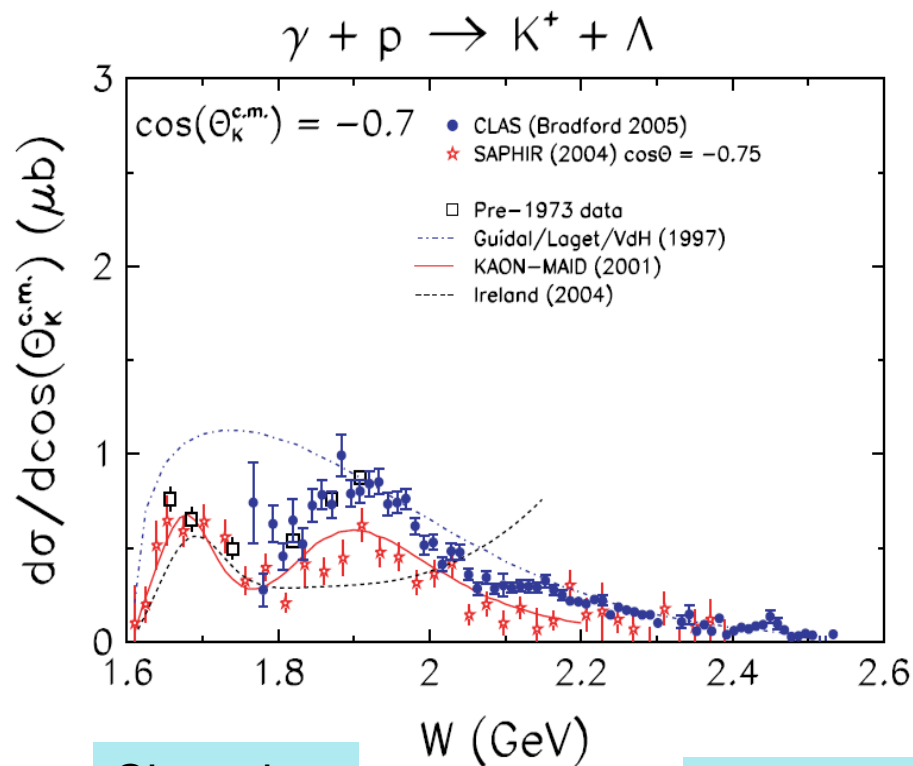 γ + p → K⁺ + Λ
cos(Θ_K^{c.m.}) = −0.7
CLAS (Bradford 2005)
SAPHIR (2004) cosΘ = −0.75
Pre−1973 data
Guidal/Laget/VdH (1997)
KAON−MAID (2001)
Ireland (2004)
dσ/dcos(Θ_K^{c.m.}) (μb)
3
2
1
0
1.6 1.8 2 2.2 2.4 2.6
W (GeV)